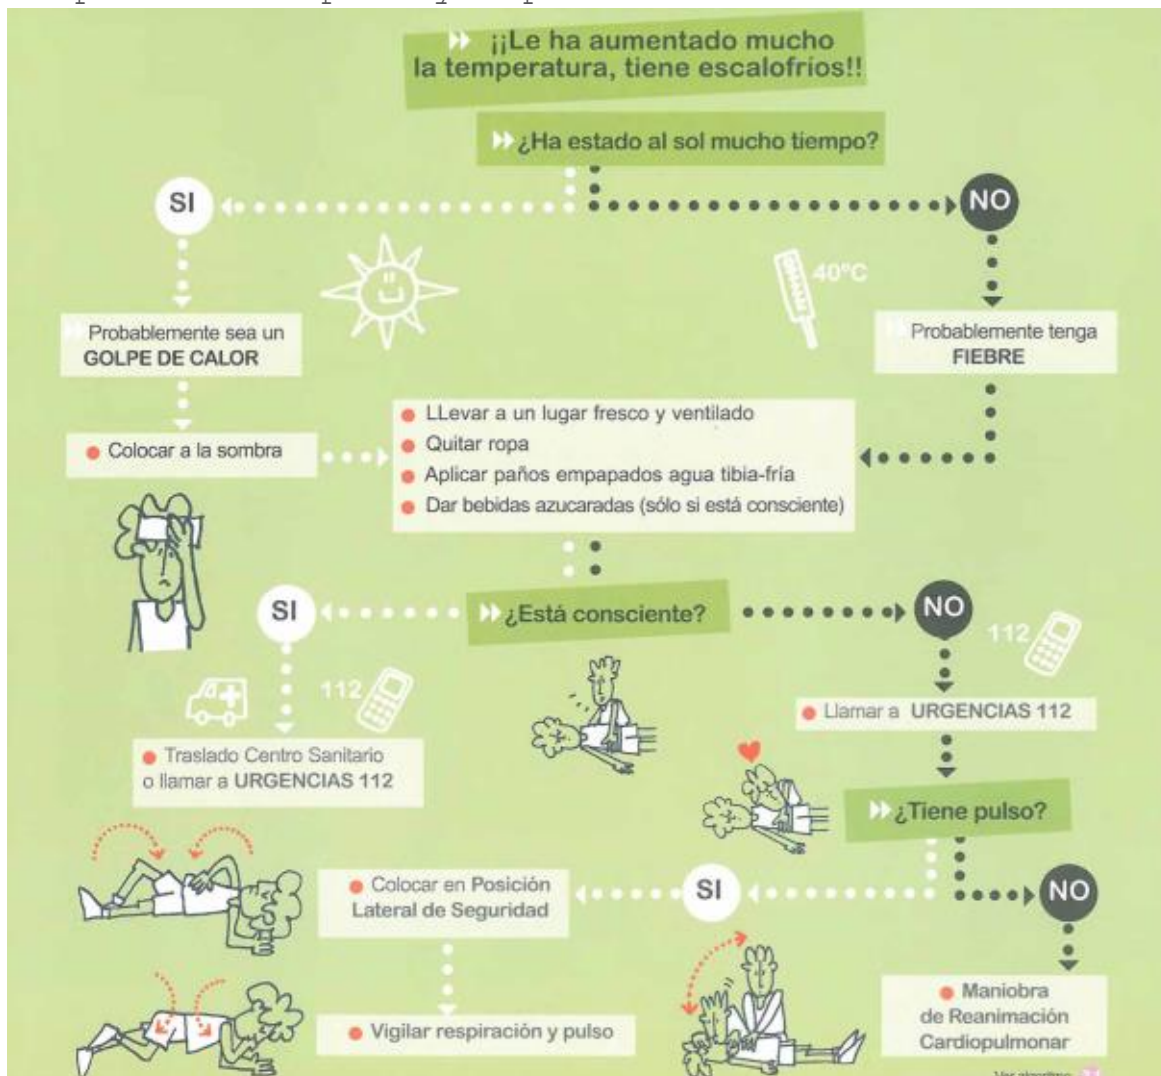 ¡¡Le ha aumentado mucho
la temperatura, tiene escalofríos!!
¿Ha estado al sol mucho tiempo?
SI
NO
40ºC
Probablemente sea un
GOLPE DE CALOR
Probablemente tenga
FIEBRE
LLevar a un lugar fresco y ventilado
Quitar ropa
Aplicar paños empapados agua tibia-fría
Dar bebidas azucaradas (sólo si está consciente)
Colocar a la sombra
¿Está consciente?
SI
NO
112
112
Llamar a URGENCIAS 112
Traslado Centro Sanitario
o llamar a URGENCIAS 112
¿Tiene pulso?
SI
NO
Colocar en Posición
Lateral de Seguridad
Vigilar respiración y pulso
Maniobra
de Reanimación
Cardiopulmonar